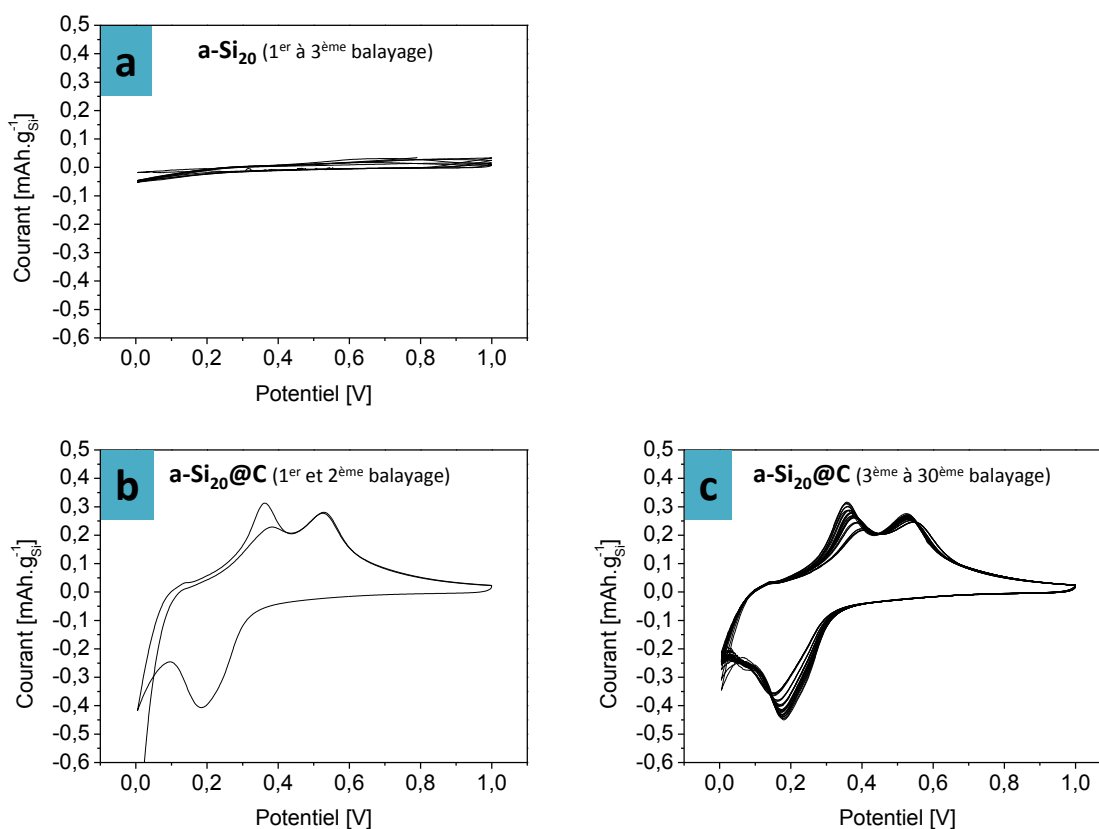 a
a-Si20 (1er à 3ème balayage)
Courant [mAh.g-1Si]
0,5
0,4
0,3
0,2
0,1
0,0
-0,1
-0,2
-0,3
-0,4
-0,5
-0,6
0,0 0,2 0,4 0,6 0,8 1,0
Potentiel [V]
b
a-Si20@C (1er et 2ème balayage)
Courant [mAh.g-1Si]
0,5
0,4
0,3
0,2
0,1
0,0
-0,1
-0,2
-0,3
-0,4
-0,5
-0,6
0,0 0,2 0,4 0,6 0,8 1,0
Potentiel [V]
c
a-Si20@C (3ème à 30ème balayage)
Courant [mAh.g-1Si]
0,5
0,4
0,3
0,2
0,1
0,0
-0,1
-0,2
-0,3
-0,4
-0,5
-0,6
0,0 0,2 0,4 0,6 0,8 1,0
Potentiel [V]